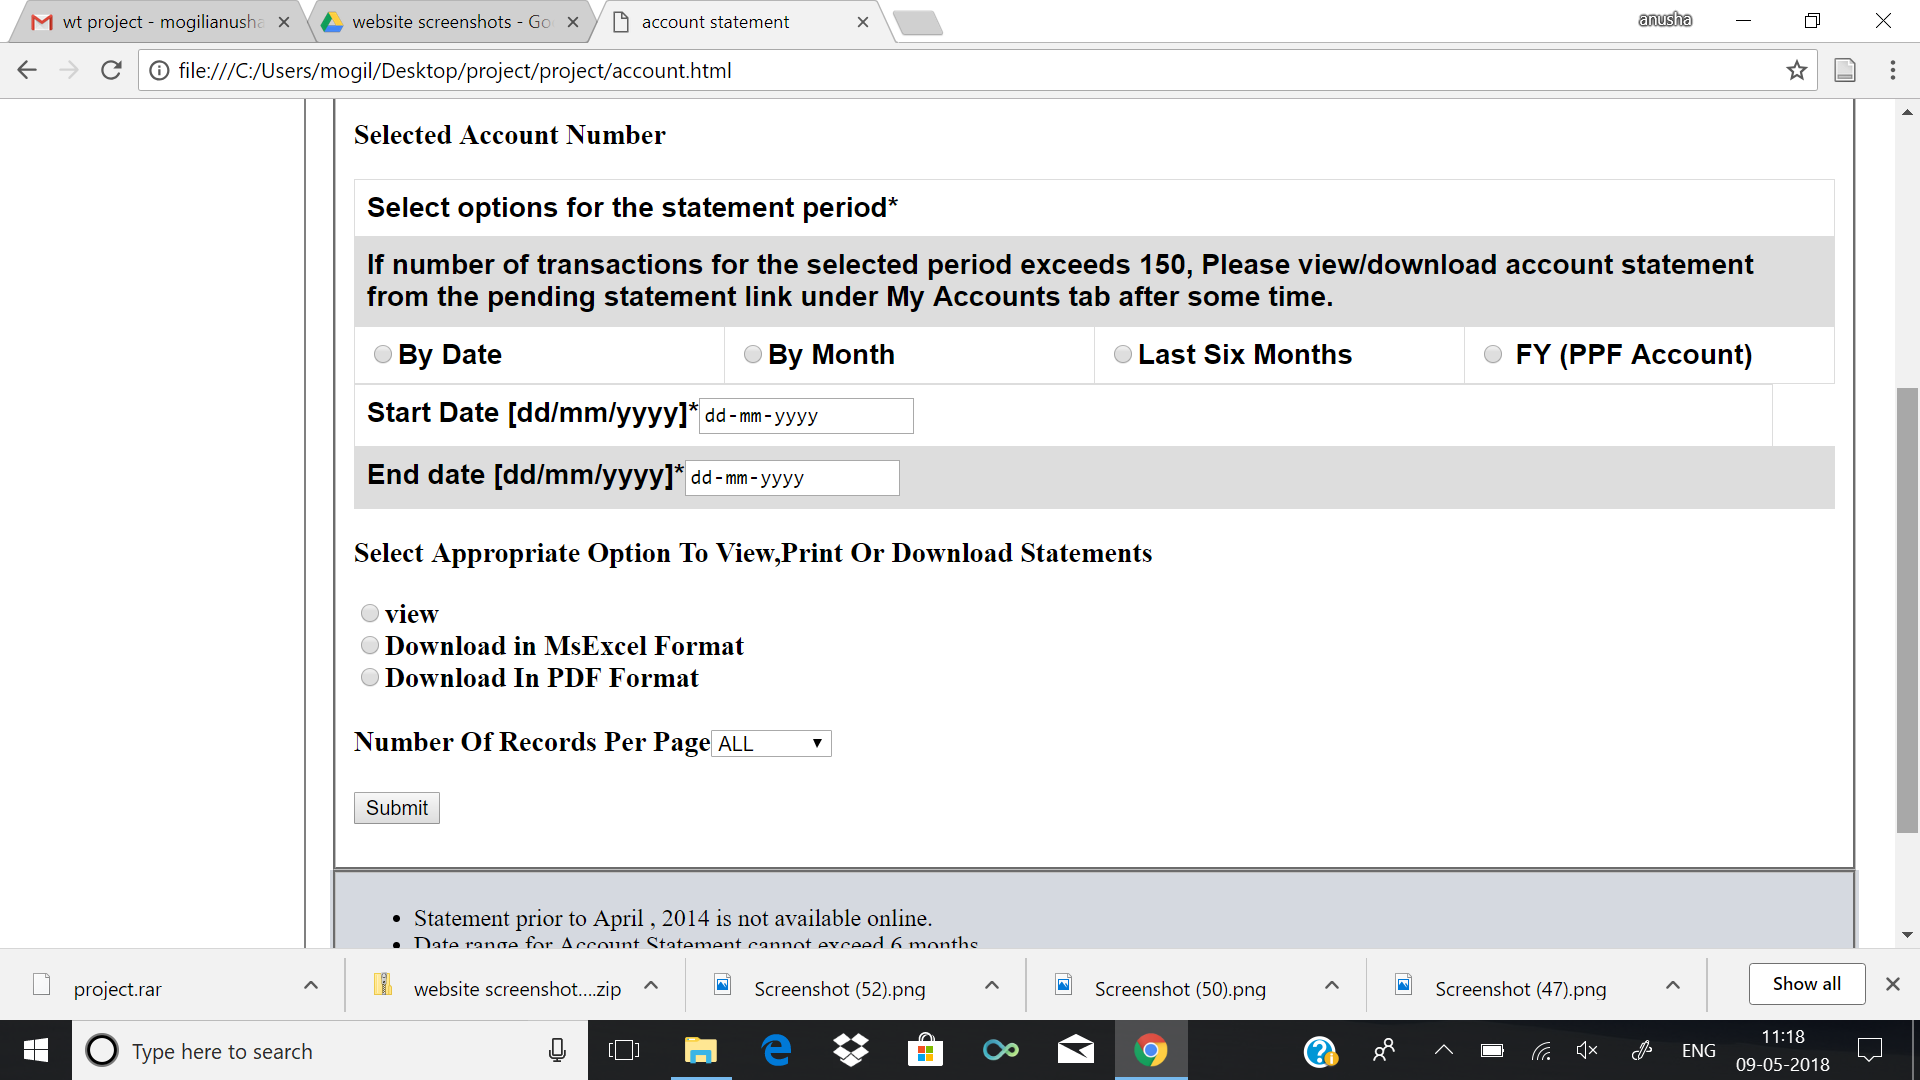 wt project - mogilianusha
website screenshots - Go
account statement
anusha
file:///C:/Users/mogil/Desktop/project/project/account.html
Selected Account Number
Select options for the statement period*
If number of transactions for the selected period exceeds 150, Please view/download account statement
from the pending statement link under My Accounts tab after some time.
By Date
By Month
Last Six Months
FY (PPF Account)
Start Date [dd/mm/yyyy]* dd-mm-yyyy
End date [dd/mm/yyyy]* dd-mm-yyyy
Select Appropriate Option To View,Print Or Download Statements
view
Download in MsExcel Format
Download In PDF Format
Number Of Records Per Page ALL
Submit
• Statement prior to April , 2014 is not available online.
• Date range for Account Statement cannot exceed 6 months
project.rar
website screenshot....zip
Screenshot (52).png
Screenshot (50).png
Screenshot (47).png
Show all
Type here to search
ENG
11:18
09-05-2018